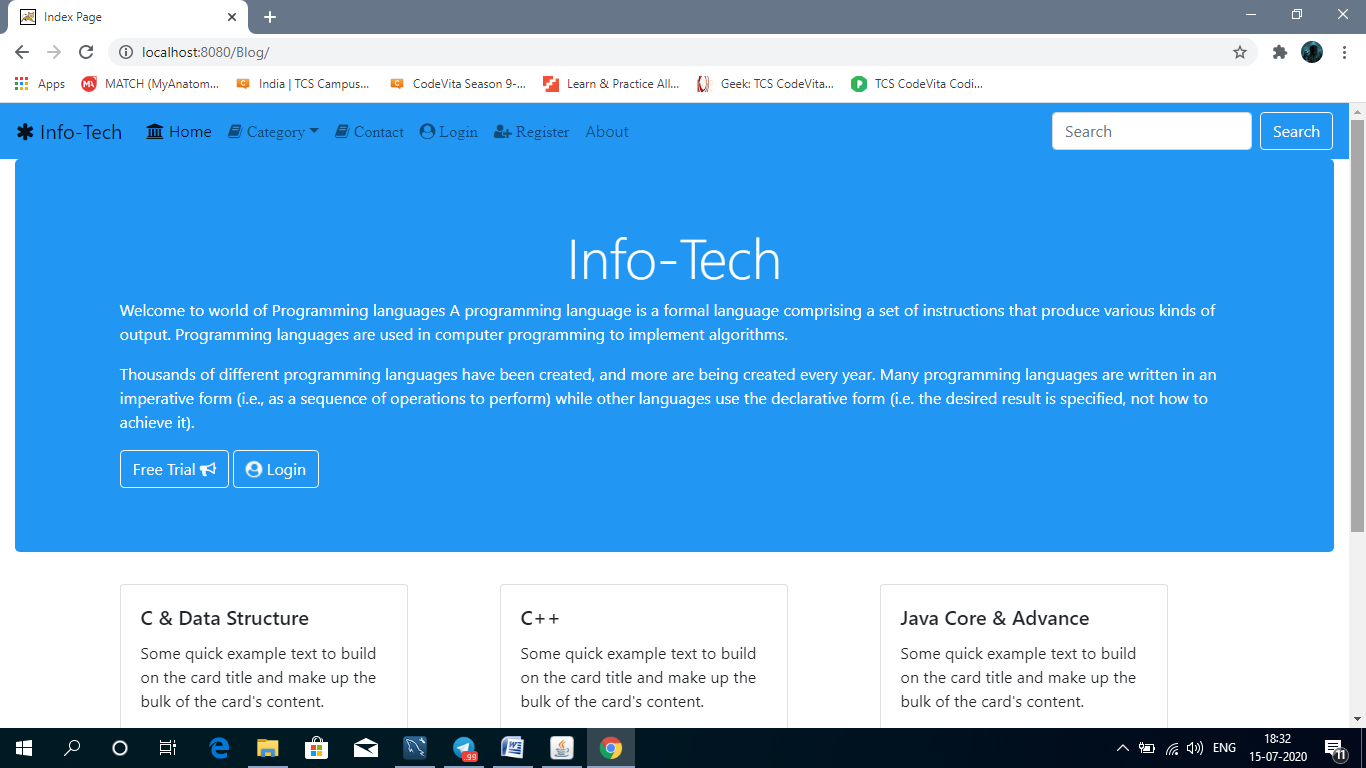 Index Page
localhost:8080/Blog/
Apps MATCH (MyAnatom... India | TCS Campus... CodeVita Season 9-... Learn & Practice All... Geek: TCS CodeVita... TCS CodeVita Codi...
Info-Tech Home Category Contact Login Register About Search Search
Info-Tech
Welcome to world of Programming languages A programming language is a formal language comprising a set of instructions that produce various kinds of
output. Programming languages are used in computer programming to implement algorithms.
Thousands of different programming languages have been created, and more are being created every year. Many programming languages are written in an
imperative form (i.e., as a sequence of operations to perform) while other languages use the declarative form (i.e. the desired result is specified, not how to
achieve it).
Free Trial Login
C & Data Structure
Some quick example text to build
on the card title and make up the
bulk of the card's content.
C++
Some quick example text to build
on the card title and make up the
bulk of the card's content.
Java Core & Advance
Some quick example text to build
on the card title and make up the
bulk of the card's content.
99
ENG
18:32
15-07-2020
11